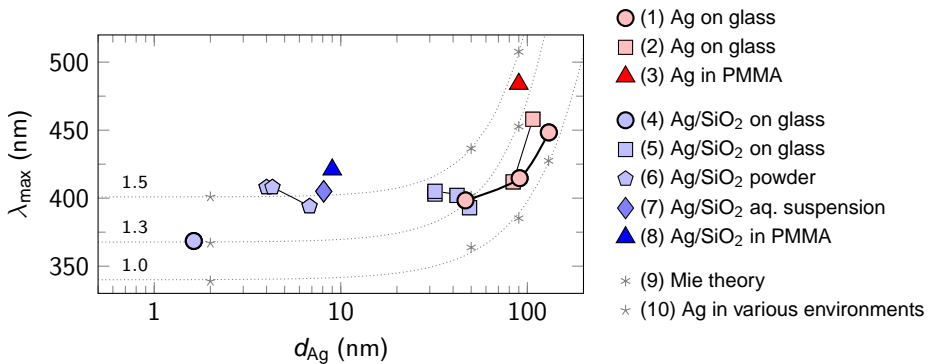 500
450
400
350
λmax (nm)
1.5
1.3
1.0
1
10
100
dAg (nm)
(1) Ag on glass
(2) Ag on glass
(3) Ag in PMMA
(4) Ag/SiO₂ on glass
(5) Ag/SiO₂ on glass
(6) Ag/SiO₂ powder
(7) Ag/SiO₂ aq. suspension
(8) Ag/SiO₂ in PMMA
(9) Mie theory
(10) Ag in various environments